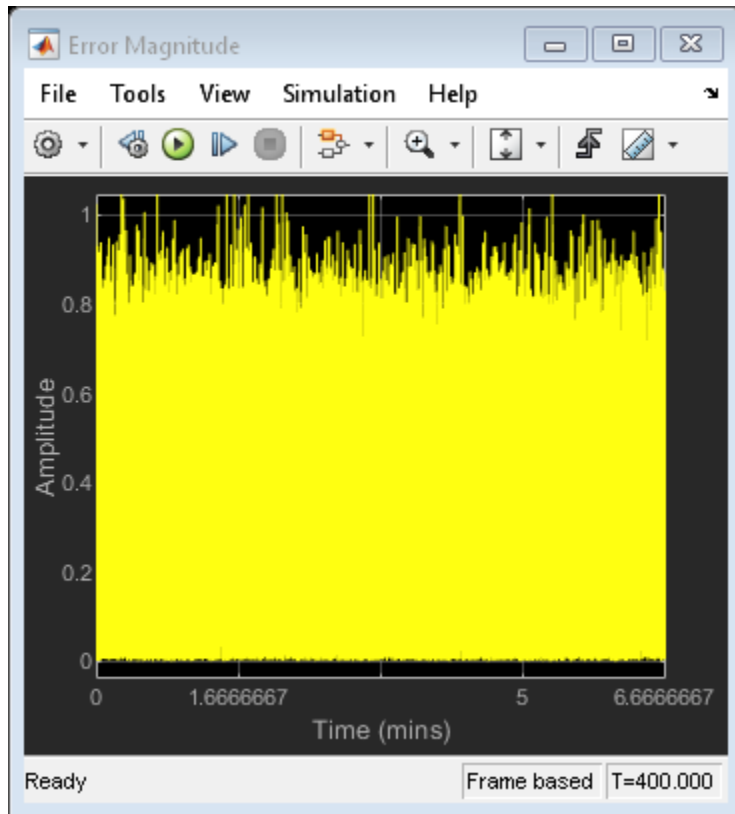 Error Magnitude
File Tools View Simulation Help
1
0.8
0.6
0.4
0.2
0
Amplitude
0 1.6666667 5 6.6666667
Time (mins)
Ready Frame based T=400.000